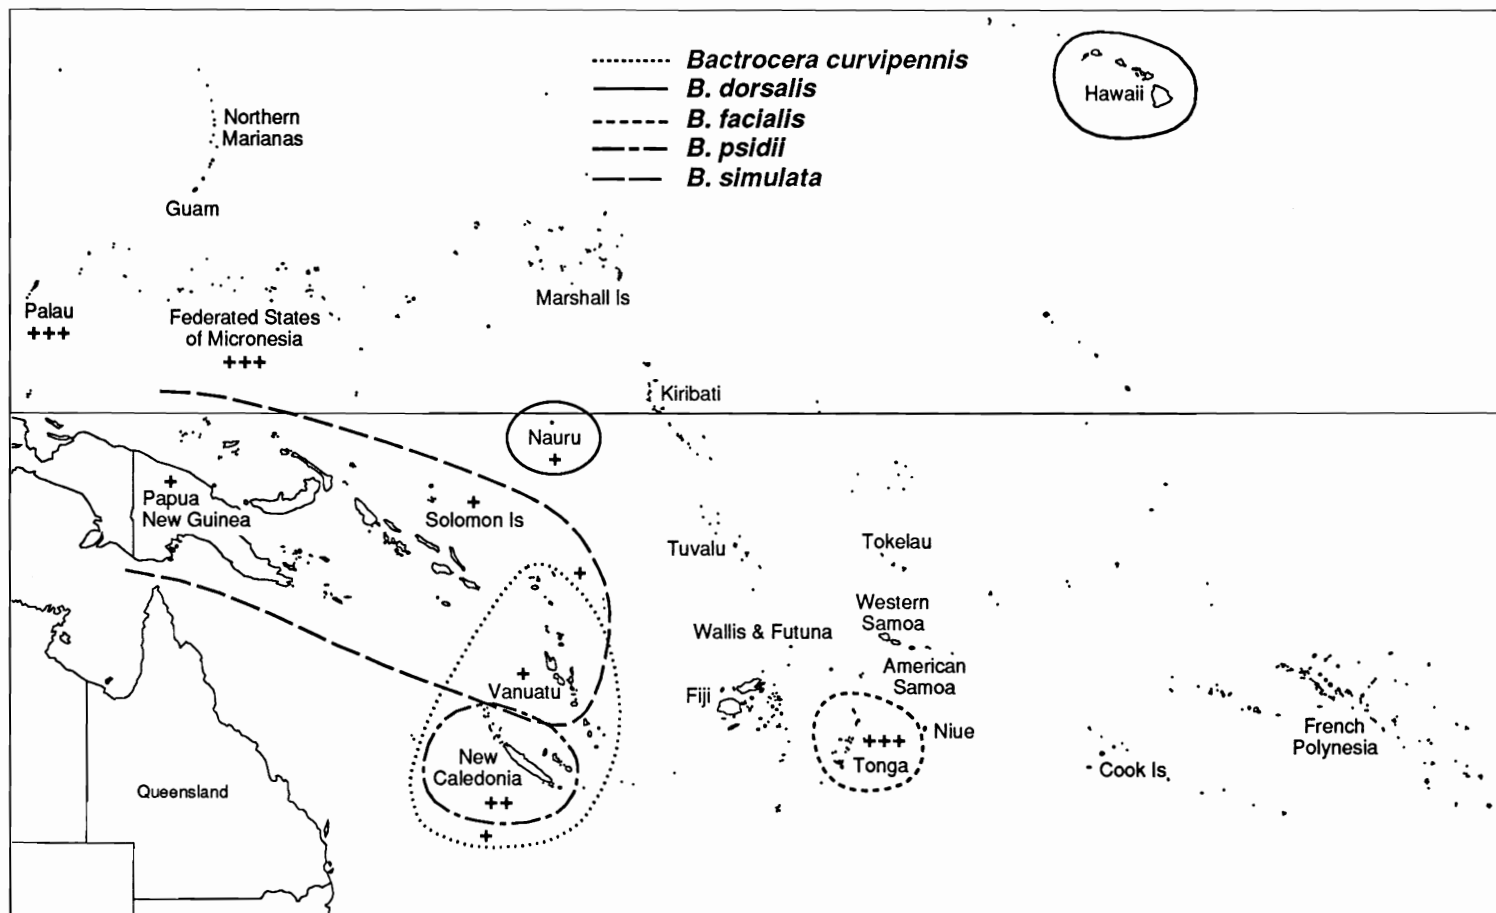 Bactrocera curvipennis
B. dorsalis
B. facialis
B. psidii
B. simulata
Hawaii
Northern
Marianas
Guam
Marshall Is
Palau
+++
Federated States
of Micronesia
+++
Kiribati
Nauru
+
+
Papua
New Guinea
+
Solomon Is
Tuvalu
Tokelau
+
Western
Samoa
Wallis & Futuna
American
Samoa
+
Vanuatu
Fiji
Niue
+++
Tonga
French
Polynesia
Cook Is
New
Caledonia
++
+
Queensland